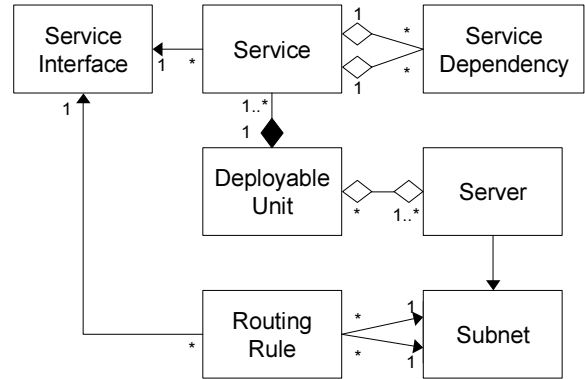 Service
Interface
Service
Service
Dependency
1
*
1
*
1
*
*
1
1..*
1
1
Deployable
Unit
Server
*
1..*
Routing
Rule
Subnet
*
*
*
1
1